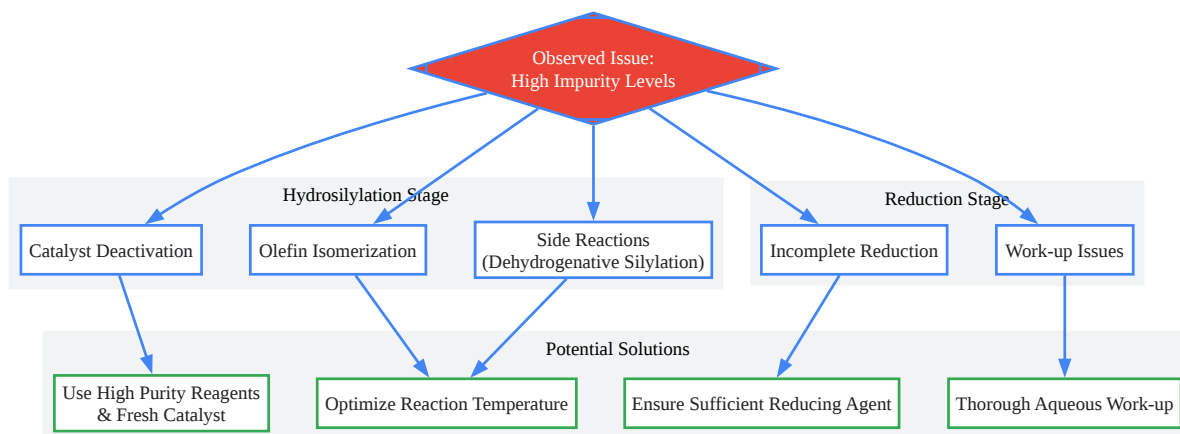 Observed Issue:
High Impurity Levels
Hydrosilylation Stage
Reduction Stage
Catalyst Deactivation
Olefin Isomerization
Side Reactions
(Dehydrogenative Silylation)
Incomplete Reduction
Work-up Issues
Potential Solutions
Use High Purity Reagents
& Fresh Catalyst
Optimize Reaction Temperature
Ensure Sufficient Reducing Agent
Thorough Aqueous Work-up